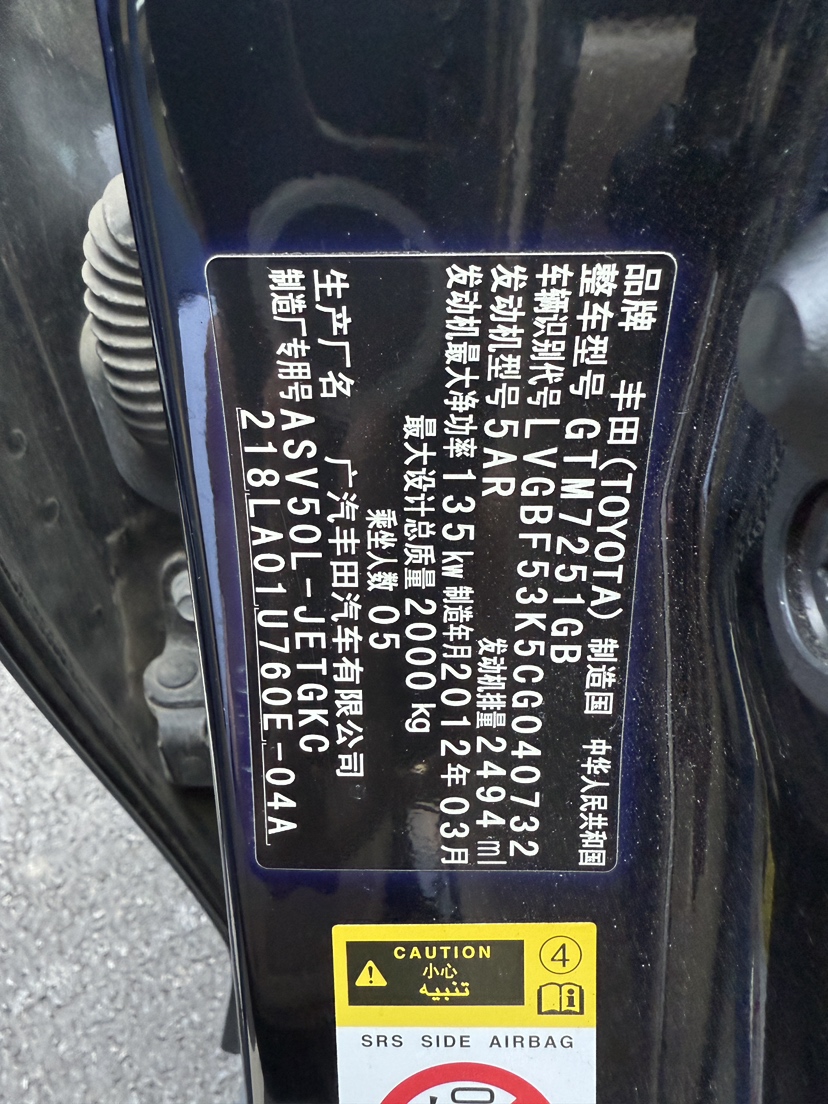 品牌 丰田(TOYOTA) 制造国 中华人民共和国
整车型号 GTM7251GB
车辆识别代号 LVGBF53K5CG040732
发动机型号 5AR 发动机排量 2494 ml
发动机最大净功率 135 kw 制造年月 2012年03月
最大设计总质量 2000 kg
乘坐人数 05
生产厂名 广汽丰田汽车有限公司
制造厂专用号 ASV50L-JETGKC
218LA01U760E-04A
CAUTION
小心
تنبيه
4
i
SRS SIDE AIRBAG